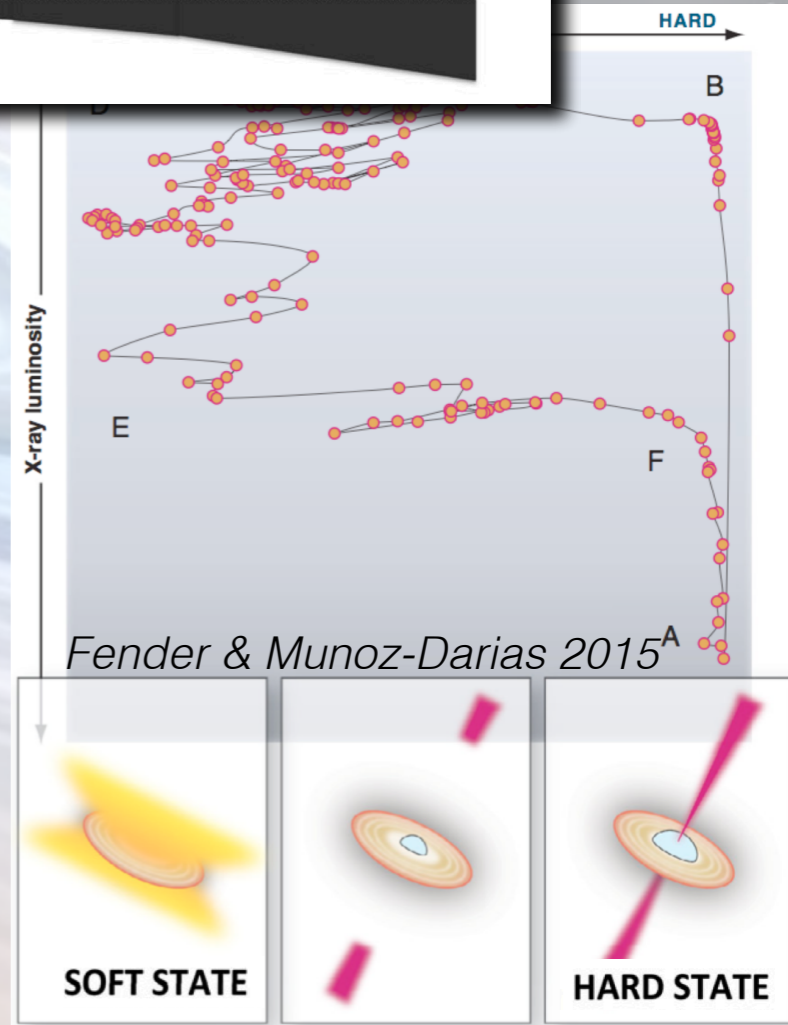 HARD
B
X-ray luminosity
E
F
A
Fender & Munoz-Darias 2015
SOFT STATE
HARD STATE